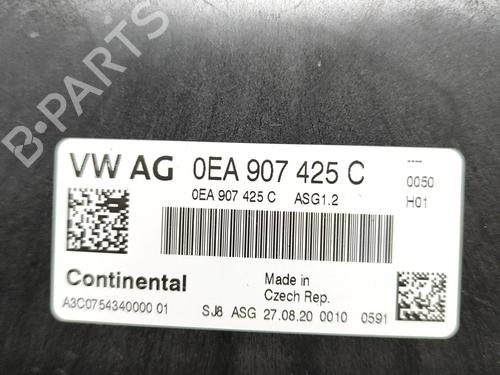 B-PARTS
VW AG 0EA 907 425 C
----
0050
0EA 907 425 C ASG1.2
H01
Continental
Made in
Czech Rep.
A3C0754340000 01
SJ8 ASG 27.08.20 0010 0591